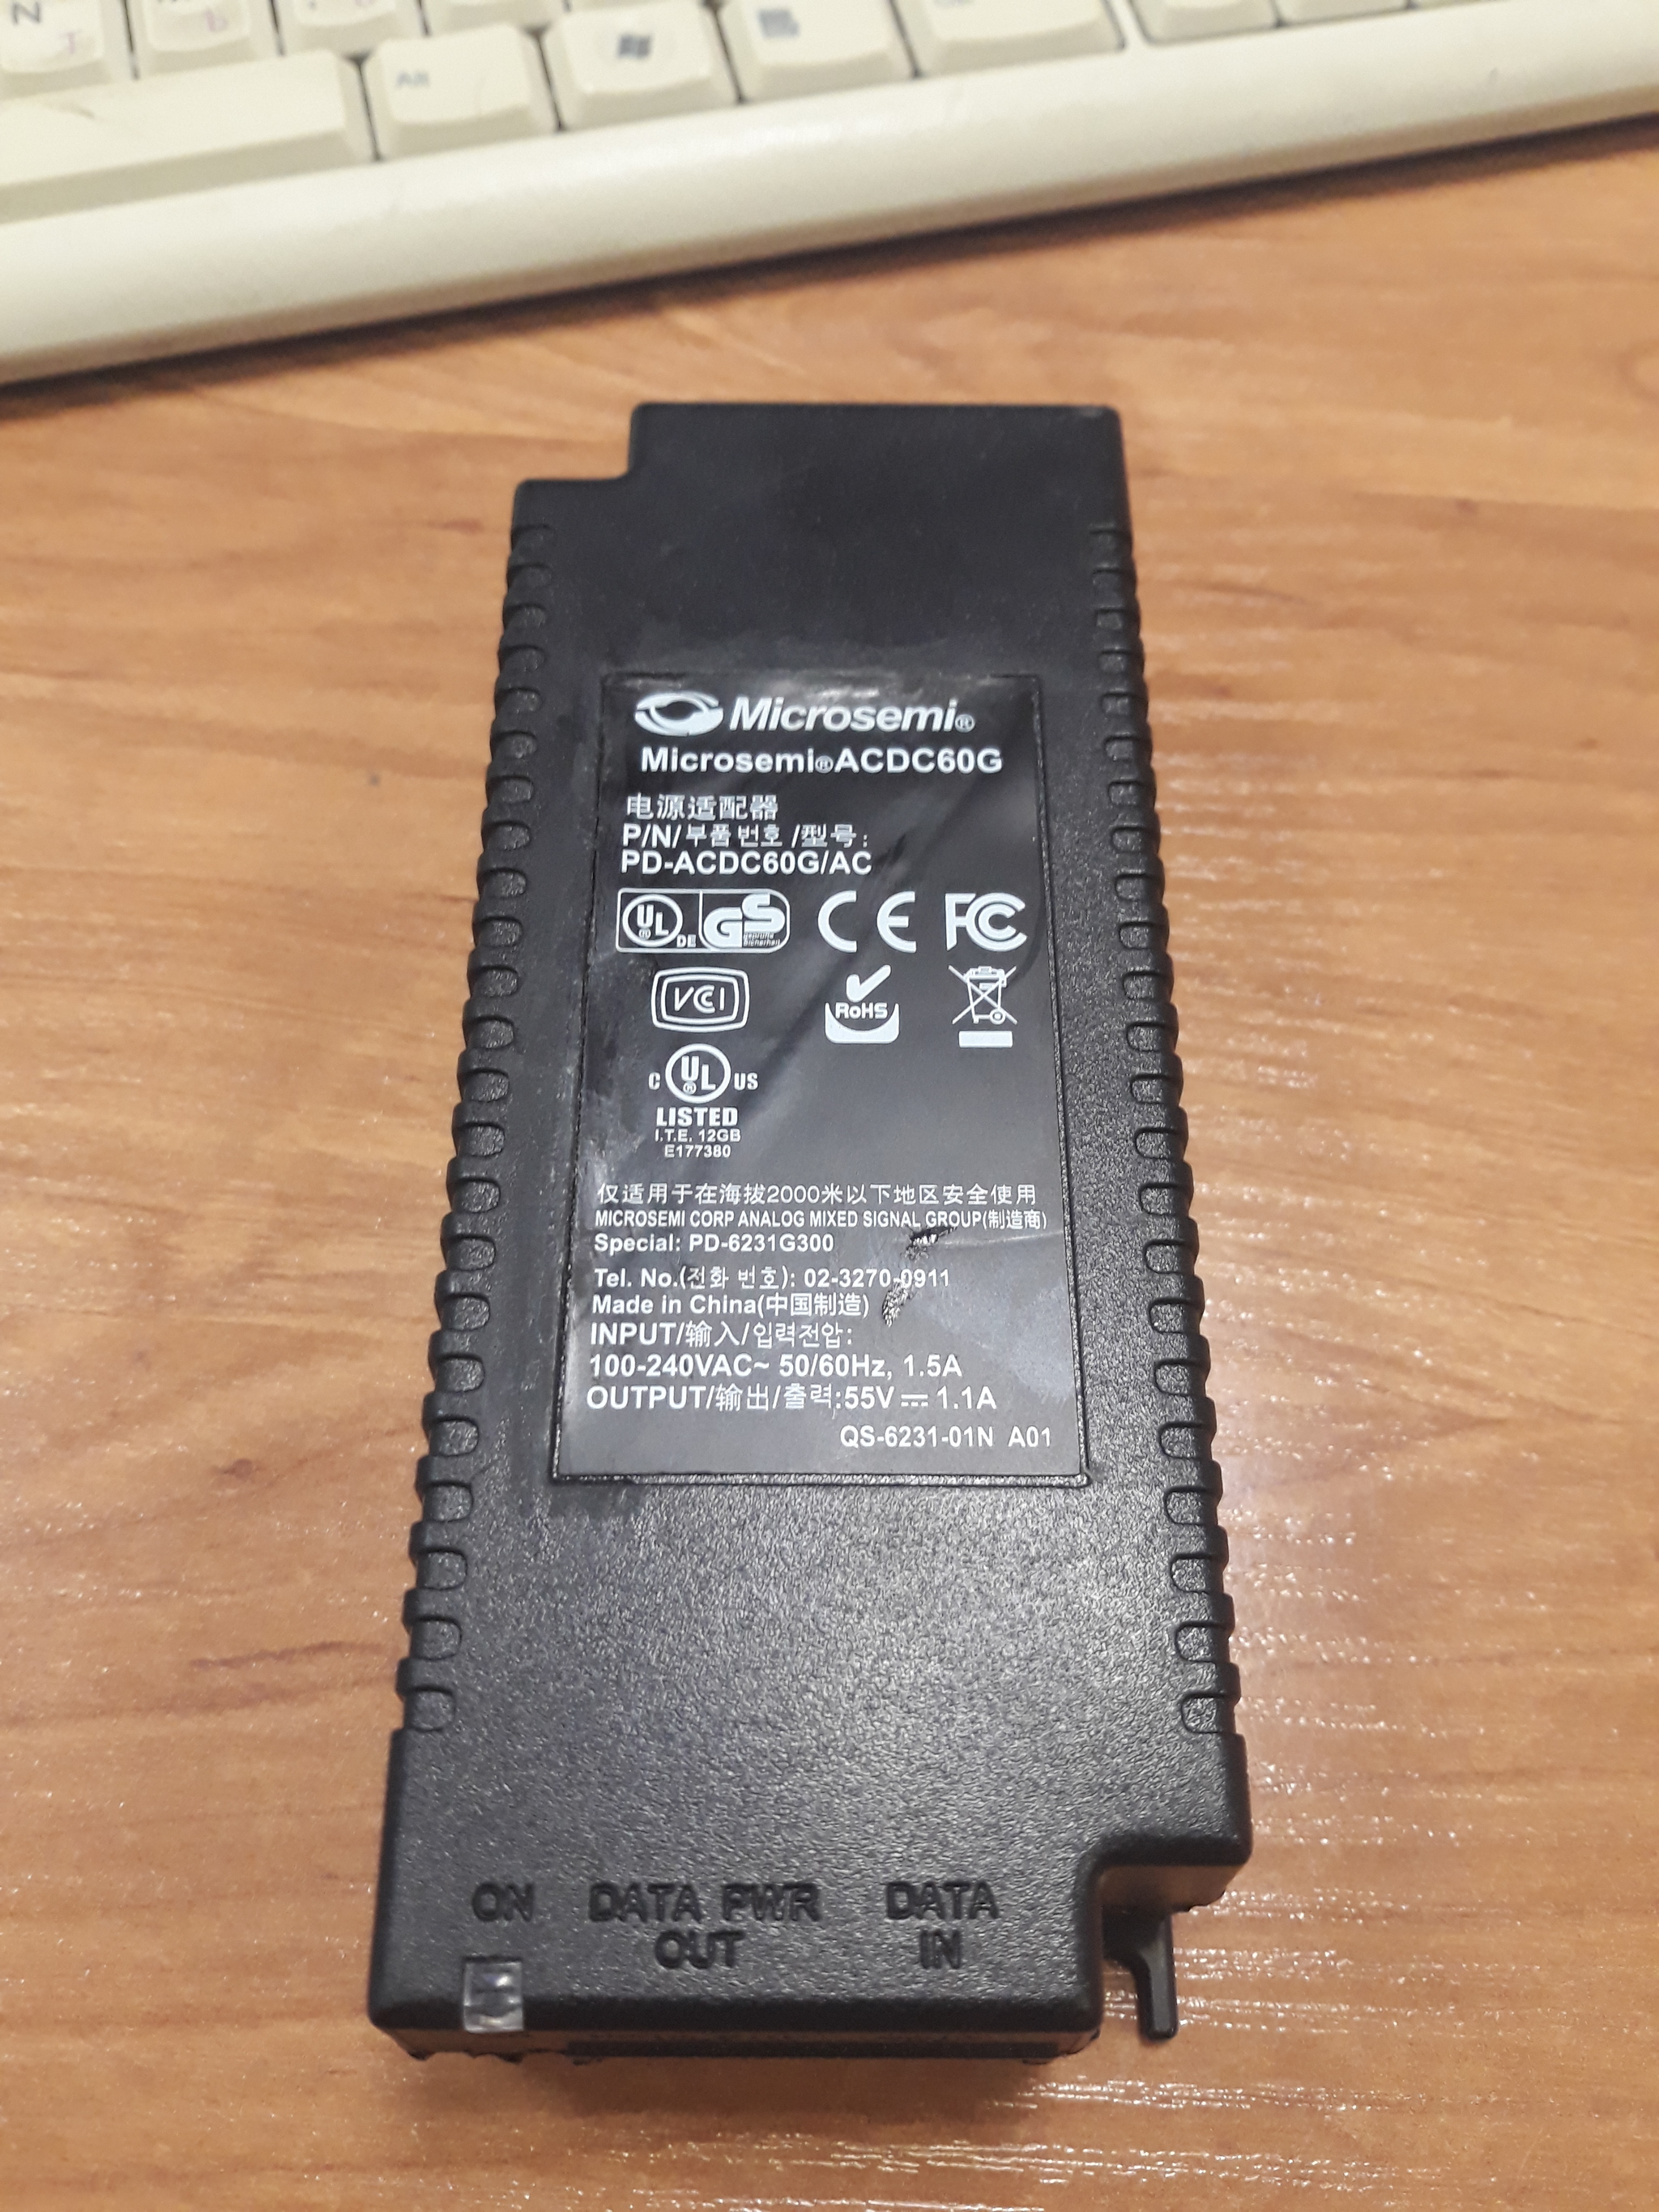 N
Alt
Microsemi®
Microsemi®ACDC60G
电源适配器
P/N/부품 번호 /型号:
PD-ACDC60G/AC
UL® DE GS geprüfte Sicherheit CE FC
VCI RoHS
C UL® US
LISTED
I.T.E. 12GB
E177380
仅适用于在海拔2000米以下地区安全使用
MICROSEMI CORP ANALOG MIXED SIGNAL GROUP(制造商)
Special: PD-6231G300
Tel. No.(전화 번호): 02-3270-0911
Made in China(中国制造)
INPUT/输入/입력전압:
100-240VAC~ 50/60Hz, 1.5A
OUTPUT/输出/출력:55V ⎓ 1.1A
QS-6231-01N A01
ON DATA PWR DATA
OUT IN